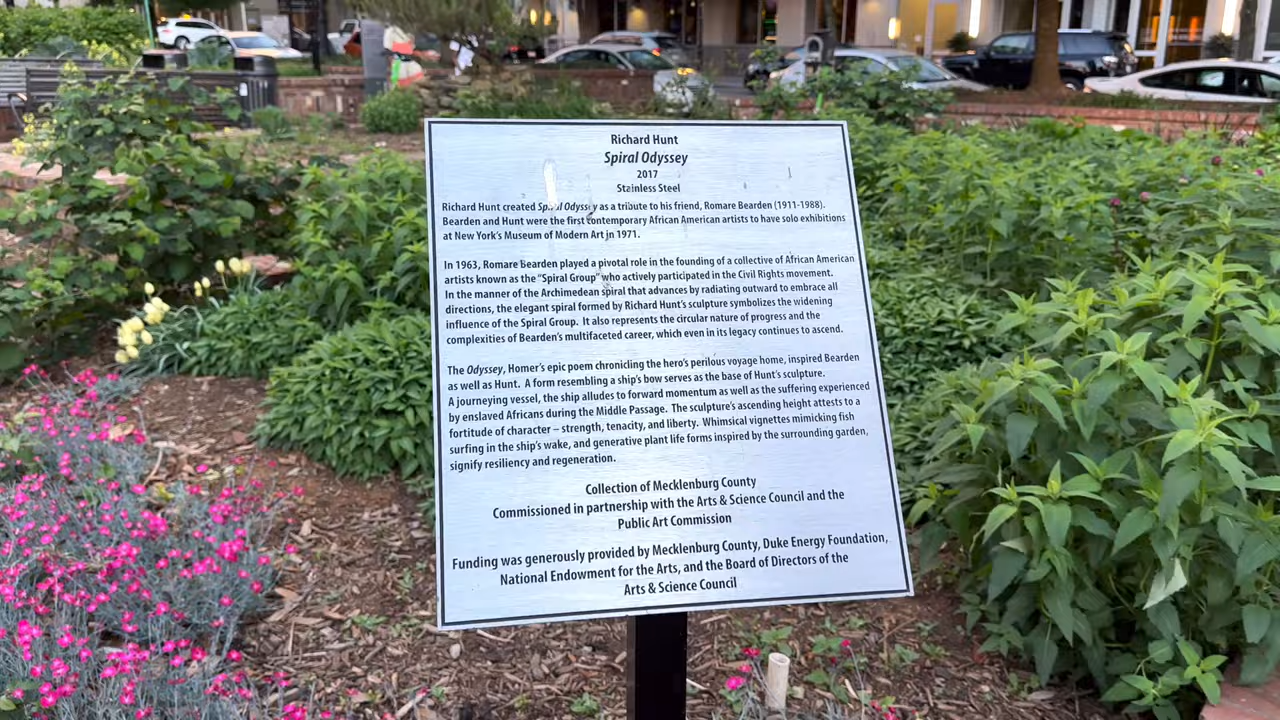 Richard Hunt
Spiral Odyssey
2017
Stainless Steel
Richard Hunt created Spiral Odyssey as a tribute to his friend, Romare Bearden (1911-1988).
Bearden and Hunt were the first contemporary African American artists to have solo exhibitions
at New York's Museum of Modern Art in 1971.
In 1963, Romare Bearden played a pivotal role in the founding of a collective of African American
artists known as the "Spiral Group" who actively participated in the Civil Rights movement.
In the manner of the Archimedean spiral that advances by radiating outward to embrace all
directions, the elegant spiral formed by Richard Hunt's sculpture symbolizes the widening
influence of the Spiral Group. It also represents the circular nature of progress and the
complexities of Bearden's multifaceted career, which even in its legacy continues to ascend.
The Odyssey, Homer's epic poem chronicling the hero's perilous voyage home, inspired Bearden
as well as Hunt. A form resembling a ship's bow serves as the base of Hunt's sculpture.
A journeying vessel, the ship alludes to forward momentum as well as the suffering experienced
by enslaved Africans during the Middle Passage. The sculpture's ascending height attests to a
fortitude of character – strength, tenacity, and liberty. Whimsical vignettes mimicking fish
surfing in the ship's wake, and generative plant life forms inspired by the surrounding garden,
signify resiliency and regeneration.
Collection of Mecklenburg County
Commissioned in partnership with the Arts & Science Council and the
Public Art Commission
Funding was generously provided by Mecklenburg County, Duke Energy Foundation,
National Endowment for the Arts, and the Board of Directors of the
Arts & Science Council